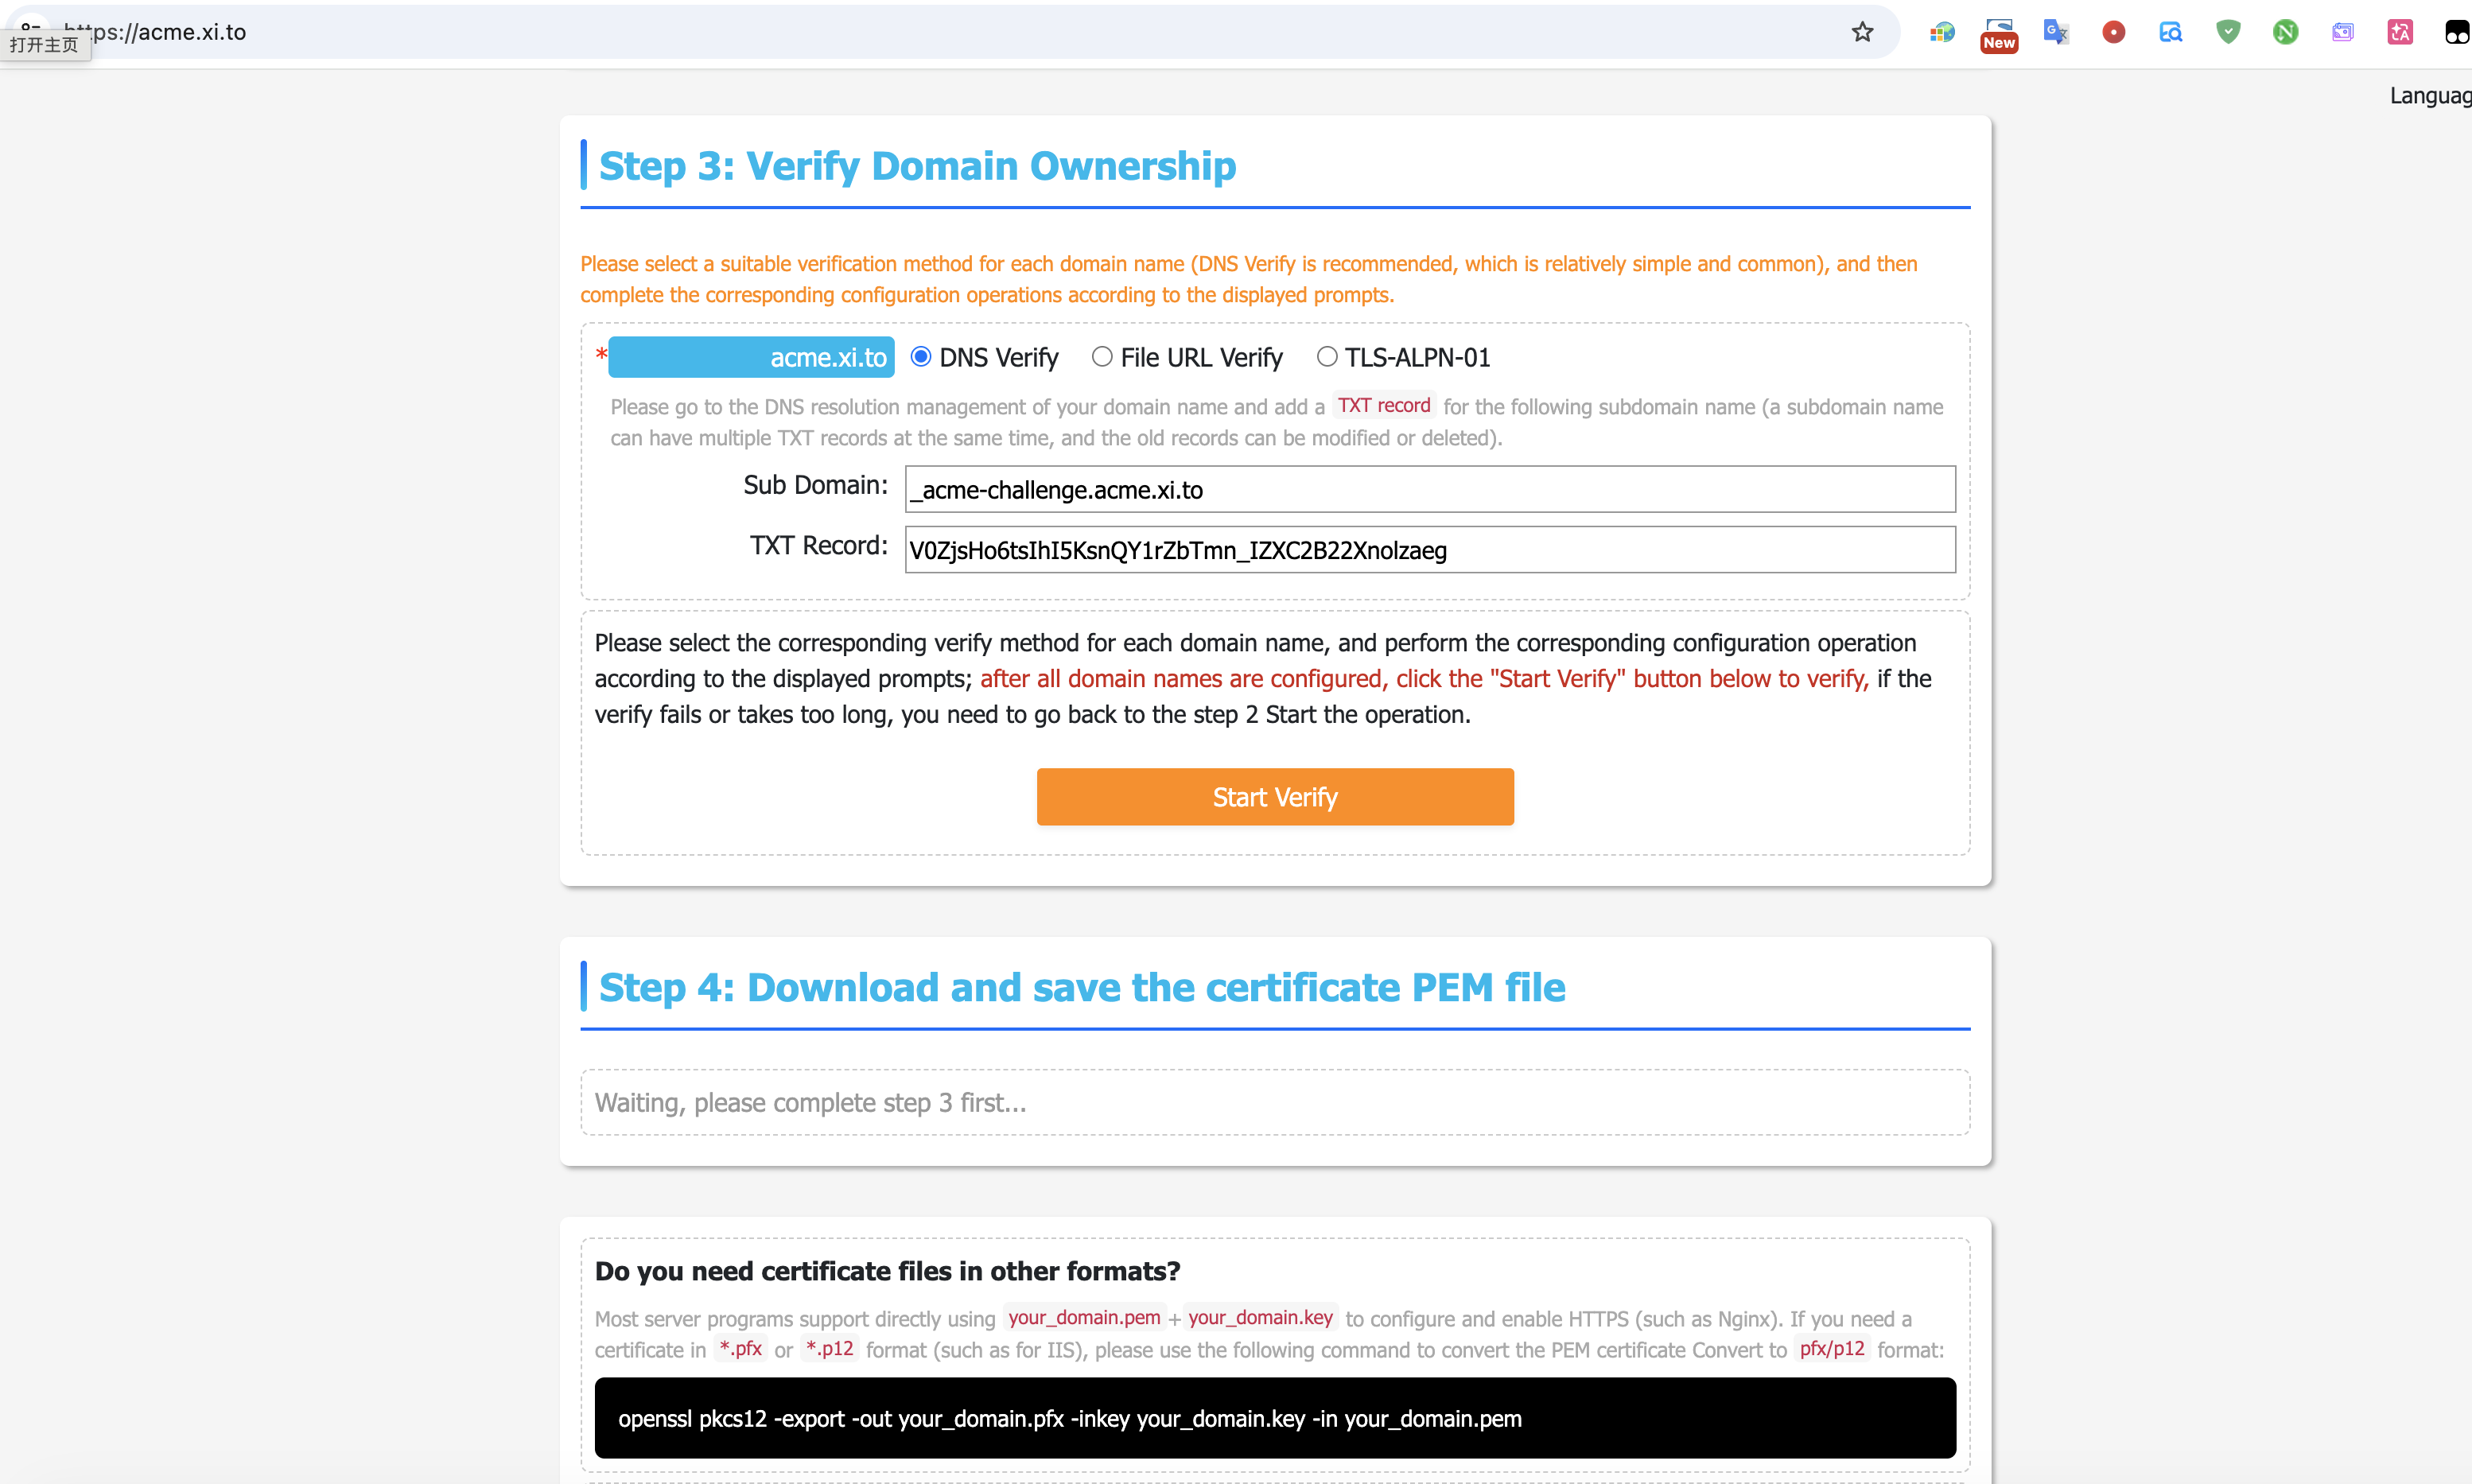 https://acme.xi.to
打开主页
New
Languag
Step 3: Verify Domain Ownership
Please select a suitable verification method for each domain name (DNS Verify is recommended, which is relatively simple and common), and then
complete the corresponding configuration operations according to the displayed prompts.
*acme.xi.to DNS Verify File URL Verify TLS-ALPN-01
Please go to the DNS resolution management of your domain name and add a TXT record for the following subdomain name (a subdomain name
can have multiple TXT records at the same time, and the old records can be modified or deleted).
Sub Domain: _acme-challenge.acme.xi.to
TXT Record: V0ZjsHo6tsIhI5KsnQY1rZbTmn_IZXC2B22Xnolzaeg
Please select the corresponding verify method for each domain name, and perform the corresponding configuration operation
according to the displayed prompts; after all domain names are configured, click the "Start Verify" button below to verify, if the
verify fails or takes too long, you need to go back to the step 2 Start the operation.
Start Verify
Step 4: Download and save the certificate PEM file
Waiting, please complete step 3 first...
Do you need certificate files in other formats?
Most server programs support directly using your_domain.pem + your_domain.key to configure and enable HTTPS (such as Nginx). If you need a
certificate in *.pfx or *.p12 format (such as for IIS), please use the following command to convert the PEM certificate Convert to pfx/p12 format:
openssl pkcs12 -export -out your_domain.pfx -inkey your_domain.key -in your_domain.pem